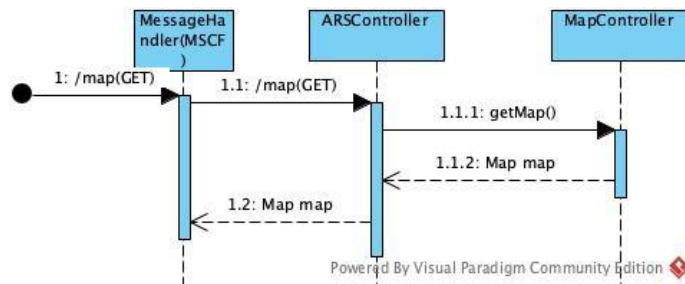 MessageHa
ndler(MSCF
)
ARSController
MapController
1: /map(GET)
1.1: /map(GET)
1.1.1: getMap()
1.1.2: Map map
1.2: Map map
Powered By Visual Paradigm Community Edition